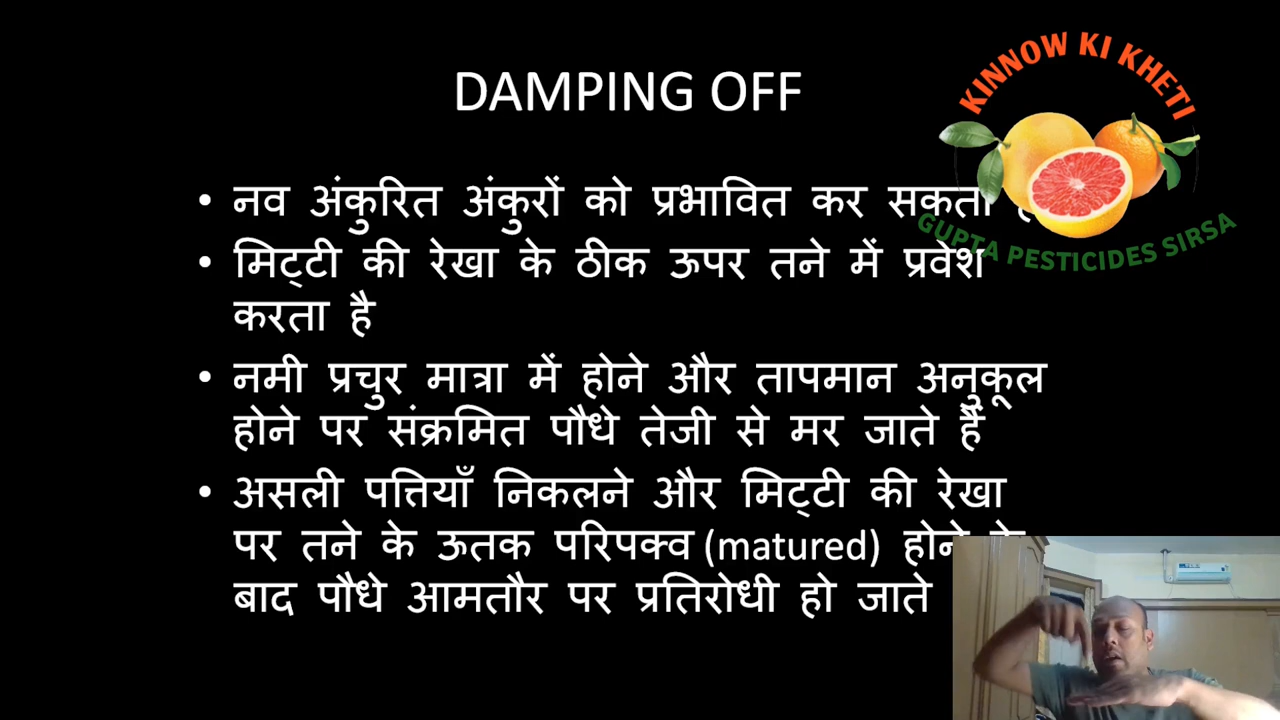 DAMPING OFF
KINNOW KI KHETI
GUPTA PESTICIDES SIRSA
• नव अंकुरित अंकुरों को प्रभावित कर सकता
• मिट्टी की रेखा के ठीक ऊपर तने में प्रवेश
करता है
• नमी प्रचुर मात्रा में होने और तापमान अनुकूल
होने पर संक्रमित पौधे तेजी से मर जाते हैं
• असली पत्तियाँ निकलने और मिट्टी की रेखा
पर तने के ऊतक परिपक्व (matured) होने
बाद पौधे आमतौर पर प्रतिरोधी हो जाते